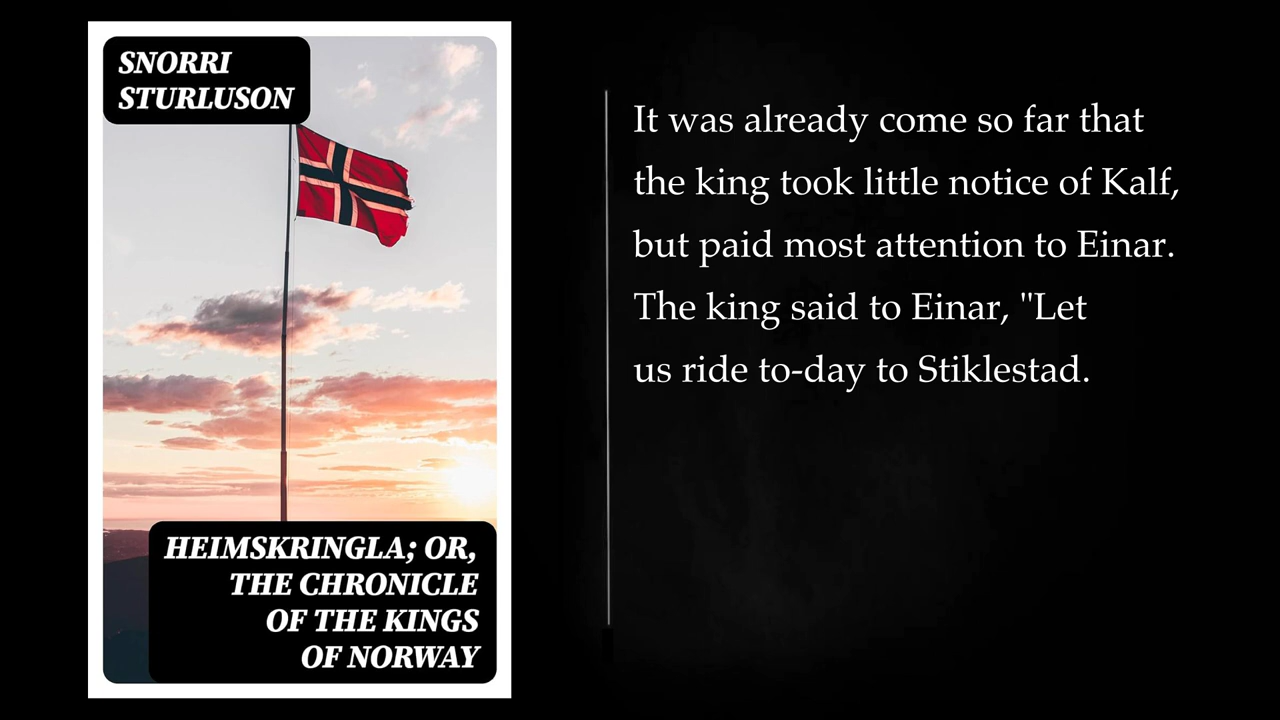 SNORRI
STURLUSON
HEIMSKRINGLA; OR,
THE CHRONICLE
OF THE KINGS
OF NORWAY
It was already come so far that
the king took little notice of Kalf,
but paid most attention to Einar.
The king said to Einar, "Let
us ride to-day to Stiklestad.